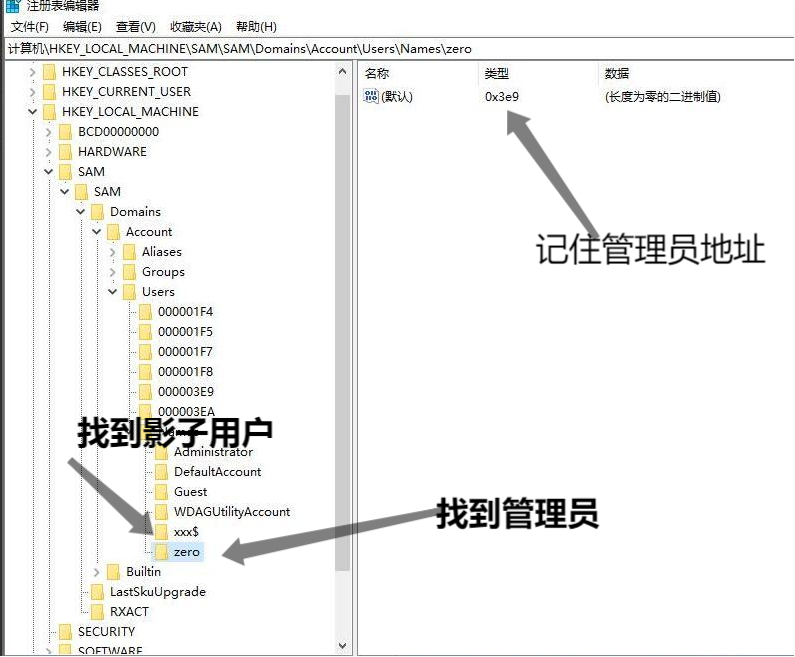 注册表编辑器
文件(F) 编辑(E) 查看(V) 收藏夹(A) 帮助(H)
计算机\HKEY_LOCAL_MACHINE\SAM\SAM\Domains\Account\Users\Names\zero
HKEY_CLASSES_ROOT
HKEY_CURRENT_USER
HKEY_LOCAL_MACHINE
BCD00000000
HARDWARE
SAM
SAM
Domains
Account
Aliases
Groups
Users
000001F4
000001F5
000001F7
000001F8
000003E9
000003EA
Names
找到影子用户
Administrator
DefaultAccount
Guest
WDAGUtilityAccount
xxx$
zero
Builtin
LastSkuUpgrade
RXACT
SECURITY
SOFTWARE
名称 类型 数据
(默认) 0x3e9 (长度为零的二进制值)
记住管理员地址
找到管理员